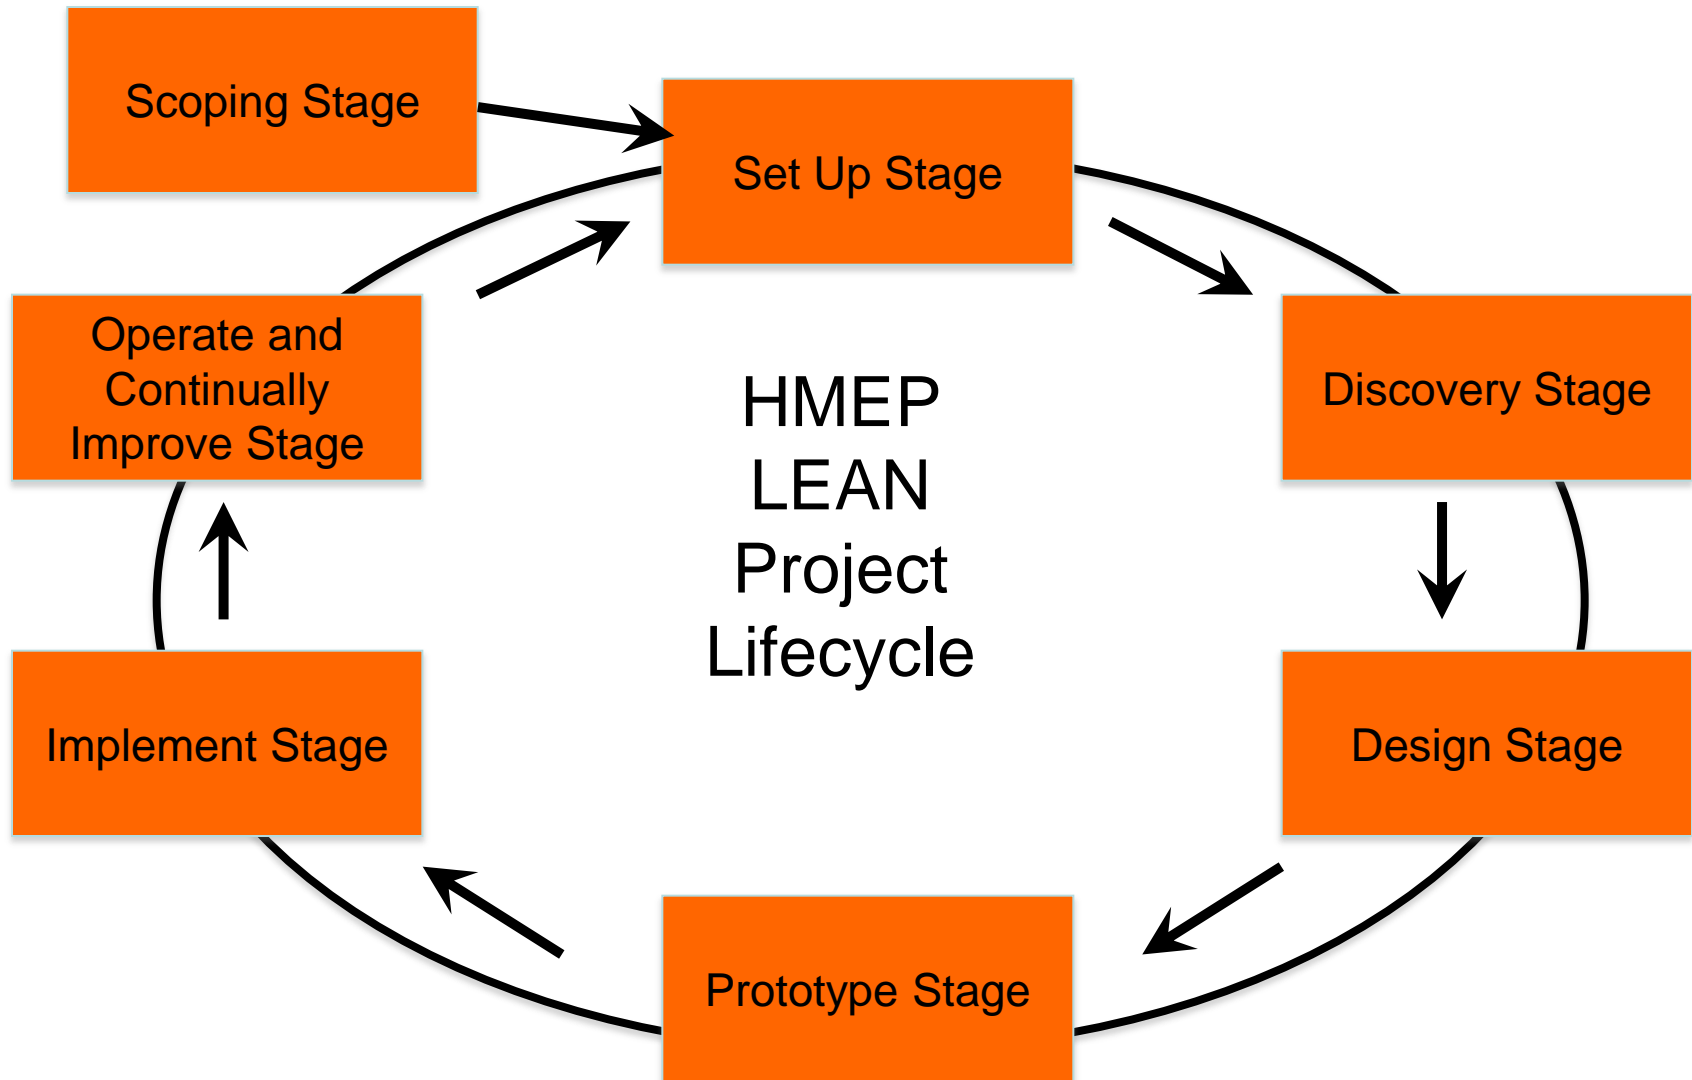 Scoping Stage
Set Up Stage
Operate and
Continually
Improve Stage
HMEP
LEAN
Project
Lifecycle
Discovery Stage
Implement Stage
Design Stage
Prototype Stage